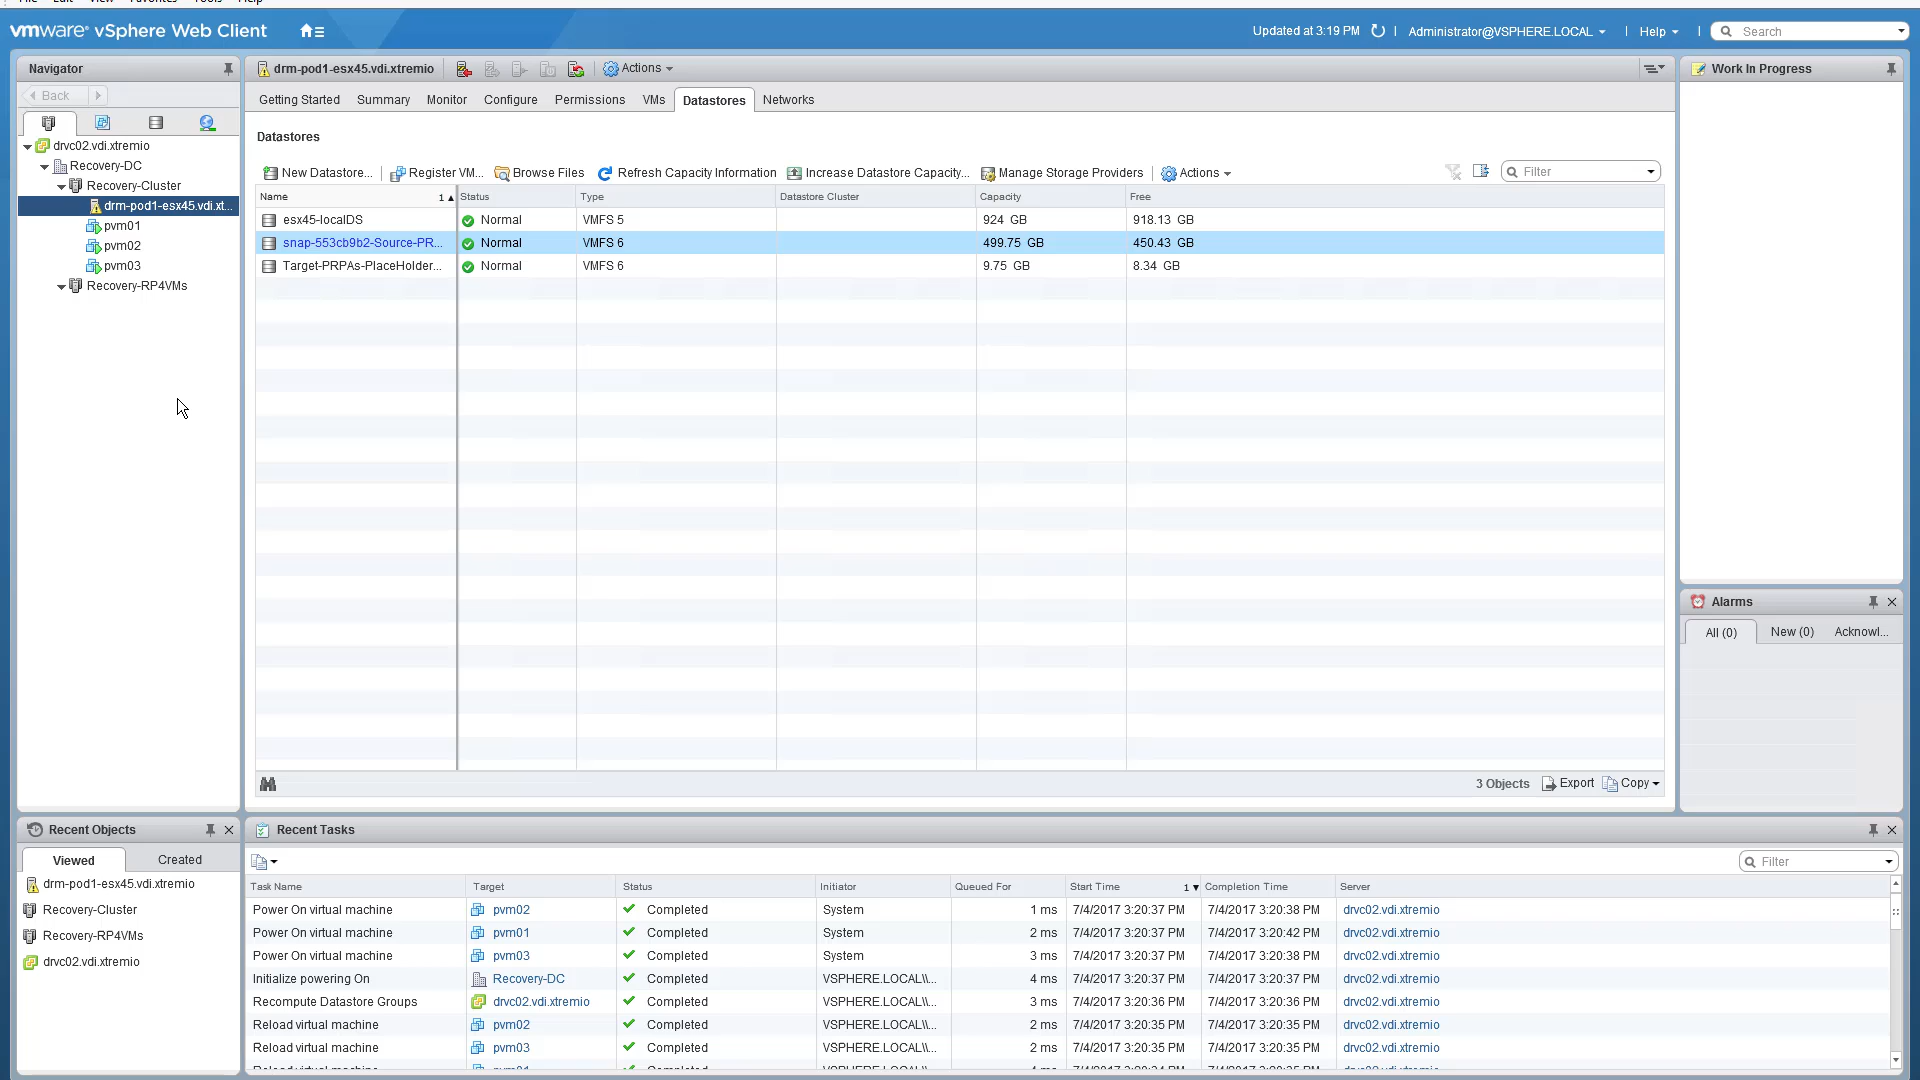 File Edit View Favorites Tools Help
vmware® vSphere Web Client
Updated at 3:19 PM | Administrator@VSPHERE.LOCAL | Help | Search
Navigator
Back
drvc02.vdi.xtremio
Recovery-DC
Recovery-Cluster
drm-pod1-esx45.vdi.xt...
pvm01
pvm02
pvm03
Recovery-RP4VMs
drm-pod1-esx45.vdi.xtremio Actions
Getting Started Summary Monitor Configure Permissions VMs Datastores Networks
Datastores
New Datastore... Register VM... Browse Files Refresh Capacity Information Increase Datastore Capacity... Manage Storage Providers Actions Filter
Name 1 ▲ Status Type Datastore Cluster Capacity Free
esx45-localDS Normal VMFS 5 924 GB 918.13 GB
snap-553cb9b2-Source-PR... Normal VMFS 6 499.75 GB 450.43 GB
Target-PRPAs-PlaceHolder... Normal VMFS 6 9.75 GB 8.34 GB
3 Objects Export Copy
Work In Progress
Alarms
All (0) New (0) Acknowl...
Recent Objects
Viewed Created
drm-pod1-esx45.vdi.xtremio
Recovery-Cluster
Recovery-RP4VMs
drvc02.vdi.xtremio
Recent Tasks
Filter
Task Name Target Status Initiator Queued For Start Time 1 ▼ Completion Time Server
Power On virtual machine pvm02 Completed System 1 ms 7/4/2017 3:20:37 PM 7/4/2017 3:20:38 PM drvc02.vdi.xtremio
Power On virtual machine pvm01 Completed System 2 ms 7/4/2017 3:20:37 PM 7/4/2017 3:20:42 PM drvc02.vdi.xtremio
Power On virtual machine pvm03 Completed System 3 ms 7/4/2017 3:20:37 PM 7/4/2017 3:20:38 PM drvc02.vdi.xtremio
Initialize powering On Recovery-DC Completed VSPHERE.LOCAL\\... 4 ms 7/4/2017 3:20:37 PM 7/4/2017 3:20:37 PM drvc02.vdi.xtremio
Recompute Datastore Groups drvc02.vdi.xtremio Completed VSPHERE.LOCAL\\... 3 ms 7/4/2017 3:20:36 PM 7/4/2017 3:20:36 PM drvc02.vdi.xtremio
Reload virtual machine pvm02 Completed VSPHERE.LOCAL\\... 2 ms 7/4/2017 3:20:35 PM 7/4/2017 3:20:35 PM drvc02.vdi.xtremio
Reload virtual machine pvm03 Completed VSPHERE.LOCAL\\... 2 ms 7/4/2017 3:20:35 PM 7/4/2017 3:20:35 PM drvc02.vdi.xtremio